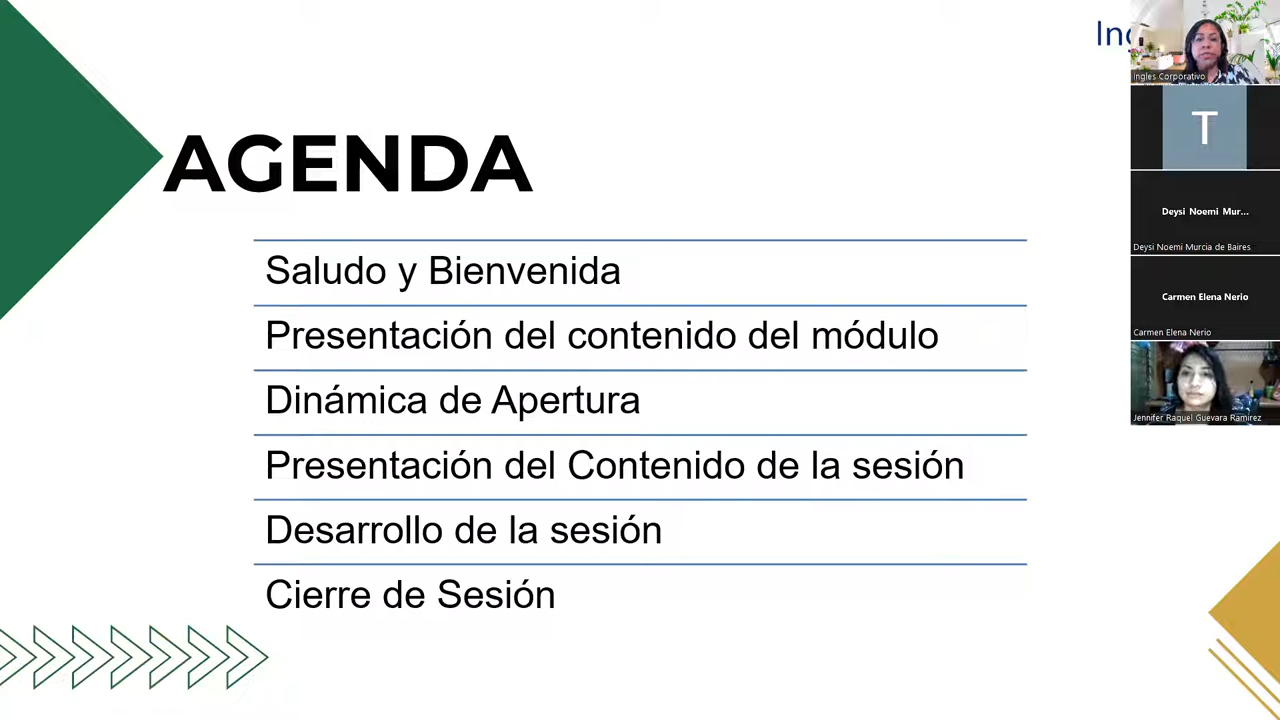 AGENDA
Saludo y Bienvenida
Presentación del contenido del módulo
Dinámica de Apertura
Presentación del Contenido de la sesión
Desarrollo de la sesión
Cierre de Sesión
Ingles Corporativo
T
Deysi Noemi Mur...
Deysi Noemi Murcia de Baires
Carmen Elena Nerio
Carmen Elena Nerio
Jennifer Raquel Guevara Ramirez